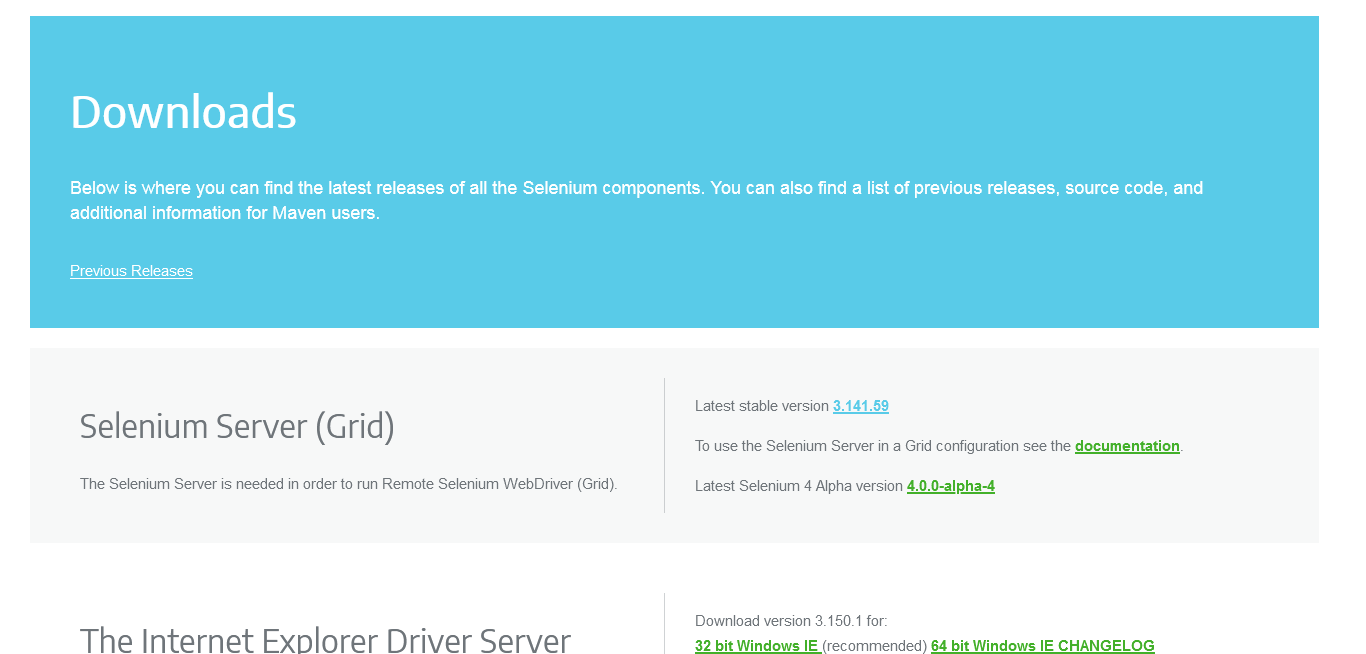 Downloads
Below is where you can find the latest releases of all the Selenium components. You can also find a list of previous releases, source code, and
additional information for Maven users.
Previous Releases
Selenium Server (Grid)
The Selenium Server is needed in order to run Remote Selenium WebDriver (Grid).
Latest stable version 3.141.59
To use the Selenium Server in a Grid configuration see the documentation.
Latest Selenium 4 Alpha version 4.0.0-alpha-4
The Internet Explorer Driver Server
Download version 3.150.1 for:
32 bit Windows IE (recommended) 64 bit Windows IE CHANGELOG